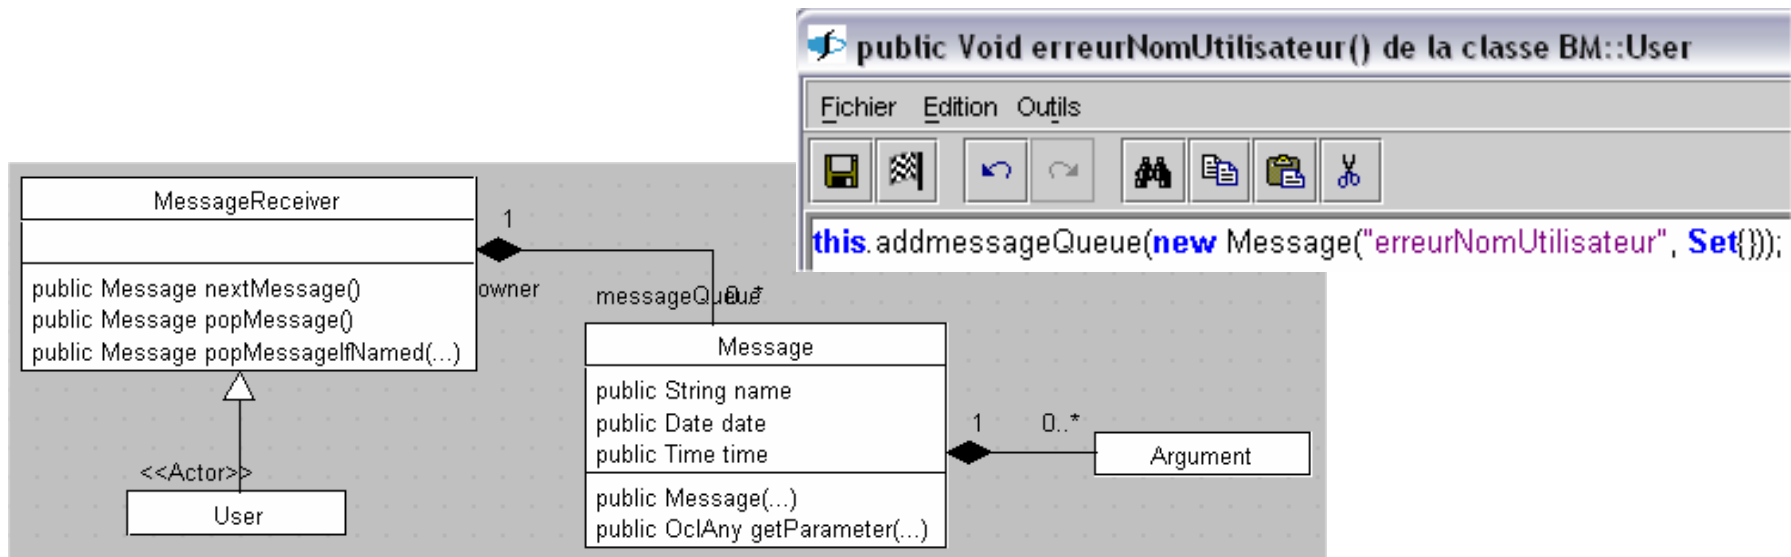 public Void erreurNomUtilisateur() de la classe BM::User
Fichier Edition Outils
this.addmessageQueue(new Message("erreurNomUtilisateur", Set{}));
MessageReceiver
public Message nextMessage()
public Message popMessage()
public Message popMessageIfNamed(...)
1
owner
messageQueue
0..*
Message
public String name
public Date date
public Time time
public Message(...)
public OclAny getParameter(...)
1
0..*
Argument
<<Actor>>
User